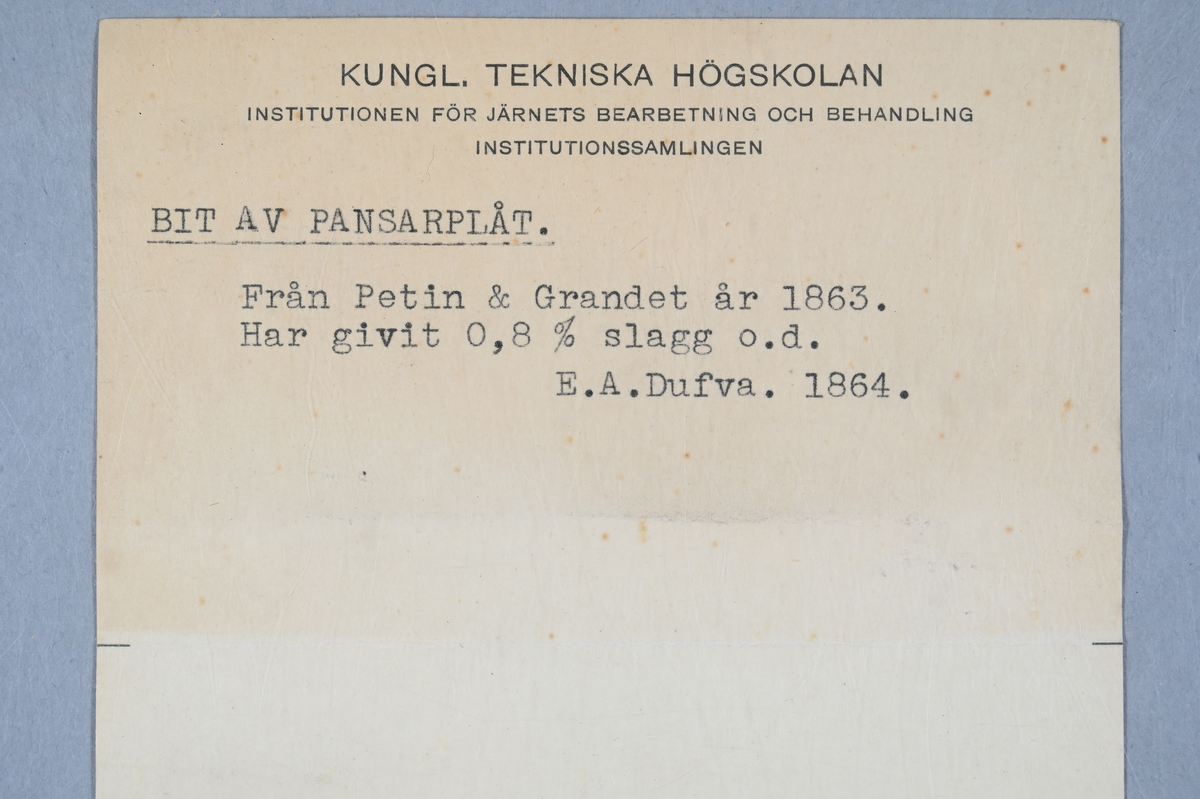 KUNGL. TEKNISKA HÖGSKOLAN
INSTITUTIONEN FÖR JÄRNETS BEARBETNING OCH BEHANDLING
INSTITUTIONSSAMLINGEN
BIT AV PANSARPLÅT.
Från Petin & Grandet år 1863.
Har givit 0,8 % slagg o.d.
E.A.Dufva. 1864.